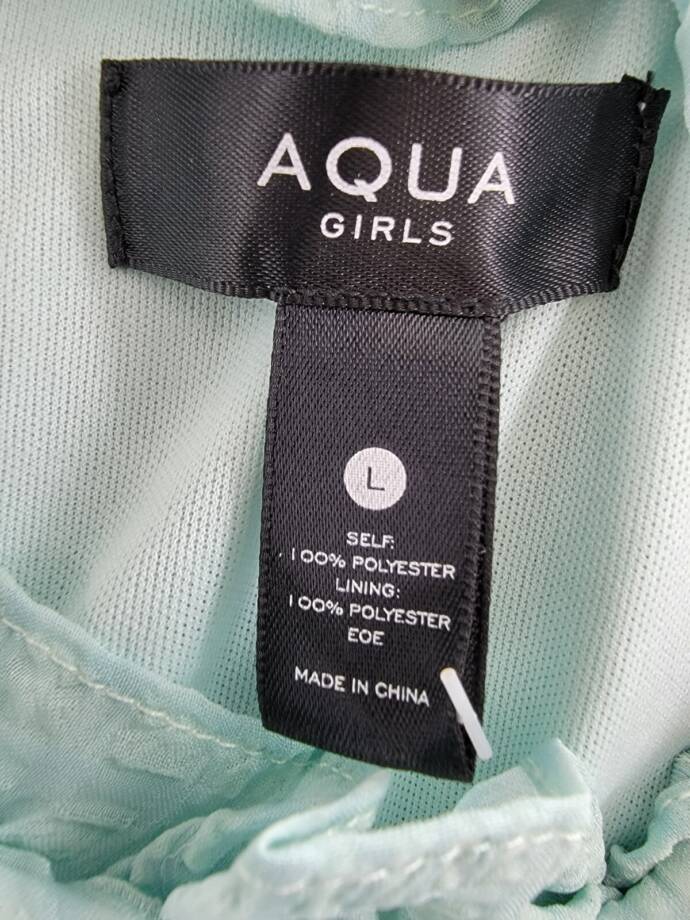 AQUA
GIRLS
L
SELF:
100% POLYESTER
LINING:
100% POLYESTER
EOE
MADE IN CHINA